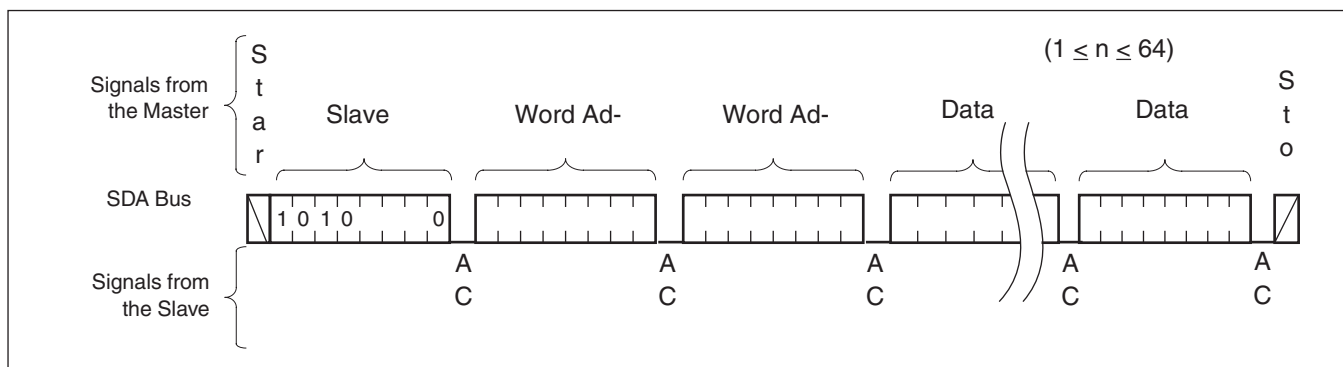 (1 ≤ n ≤ 64)
Signals from
the Master
S
t
a
r
Slave
Word Ad-
Word Ad-
Data
Data
S
t
o
SDA Bus
1 0 1 0 0
Signals from
the Slave
A
C
A
C
A
C
A
C
A
C